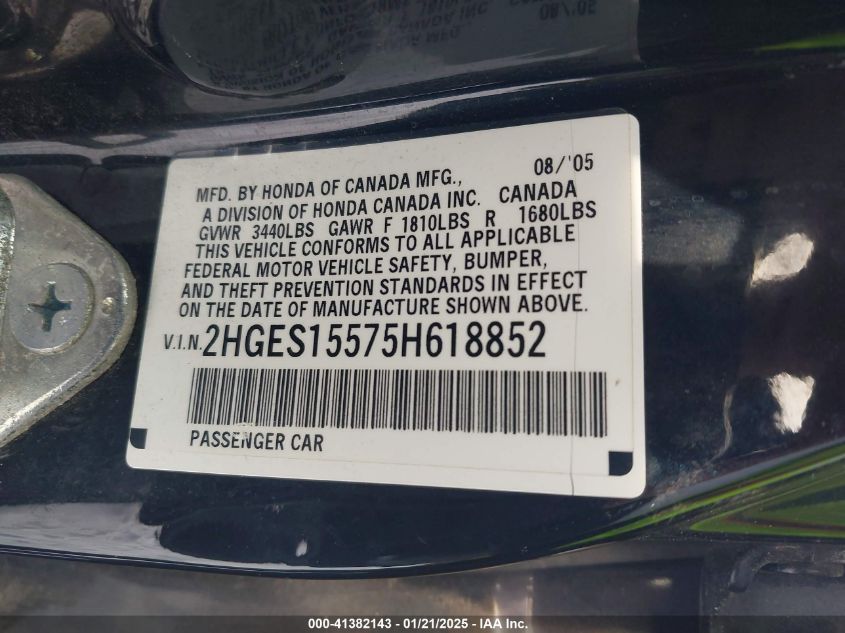 08/'05
MFD. BY HONDA OF CANADA MFG.,
A DIVISION OF HONDA CANADA INC. CANADA
GVWR 3440LBS GAWR F 1810LBS R 1680LBS
THIS VEHICLE CONFORMS TO ALL APPLICABLE
FEDERAL MOTOR VEHICLE SAFETY, BUMPER,
AND THEFT PREVENTION STANDARDS IN EFFECT
ON THE DATE OF MANUFACTURE SHOWN ABOVE.
V.I.N. 2HGES15575H618852
PASSENGER CAR
000-41382143 - 01/21/2025 - IAA Inc.